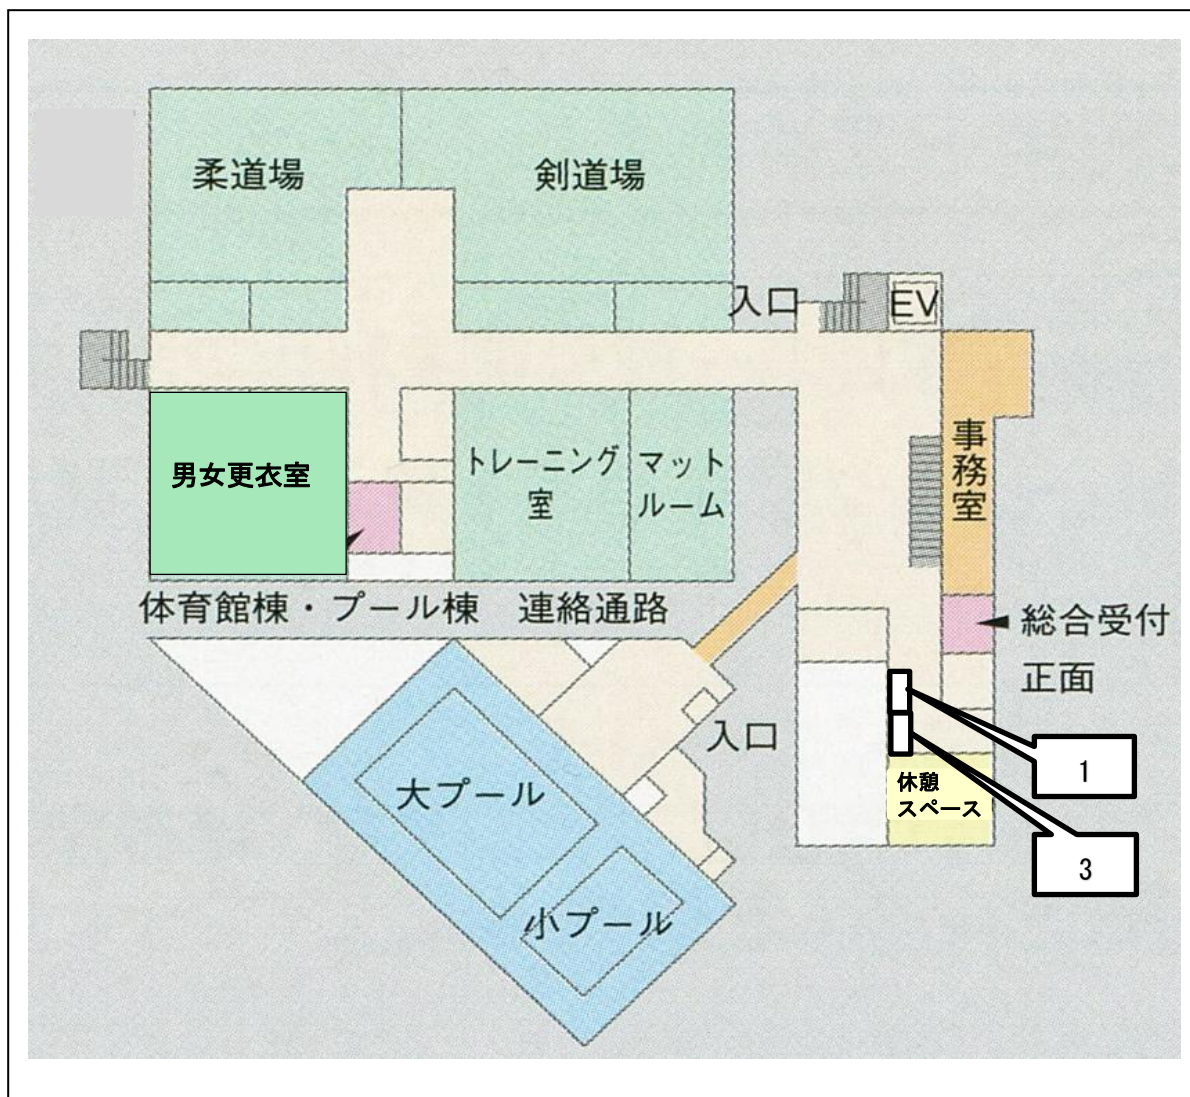 柔道場
剣道場
入口
EV
男女更衣室
トレーニング
室
マット
ルーム
事
務
室
体育館棟・プール棟　連絡通路
総合受付
正面
入口
1
大プール
休憩
スペース
3
小プール